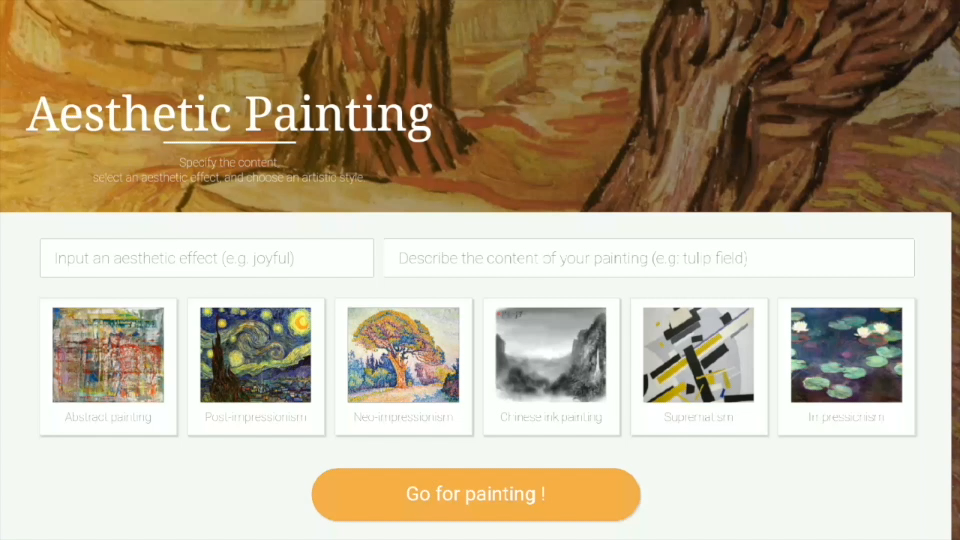 Aesthetic Painting
Specify the content,
select an aesthetic effect, and choose an artistic style
Input an aesthetic effect (e.g. joyful)
Describe the content of your painting (e.g: tulip field)
Abstract painting
Post-impressionism
Neo-impressionism
Chinese ink painting
Suprematism
Impressionism
Go for painting !